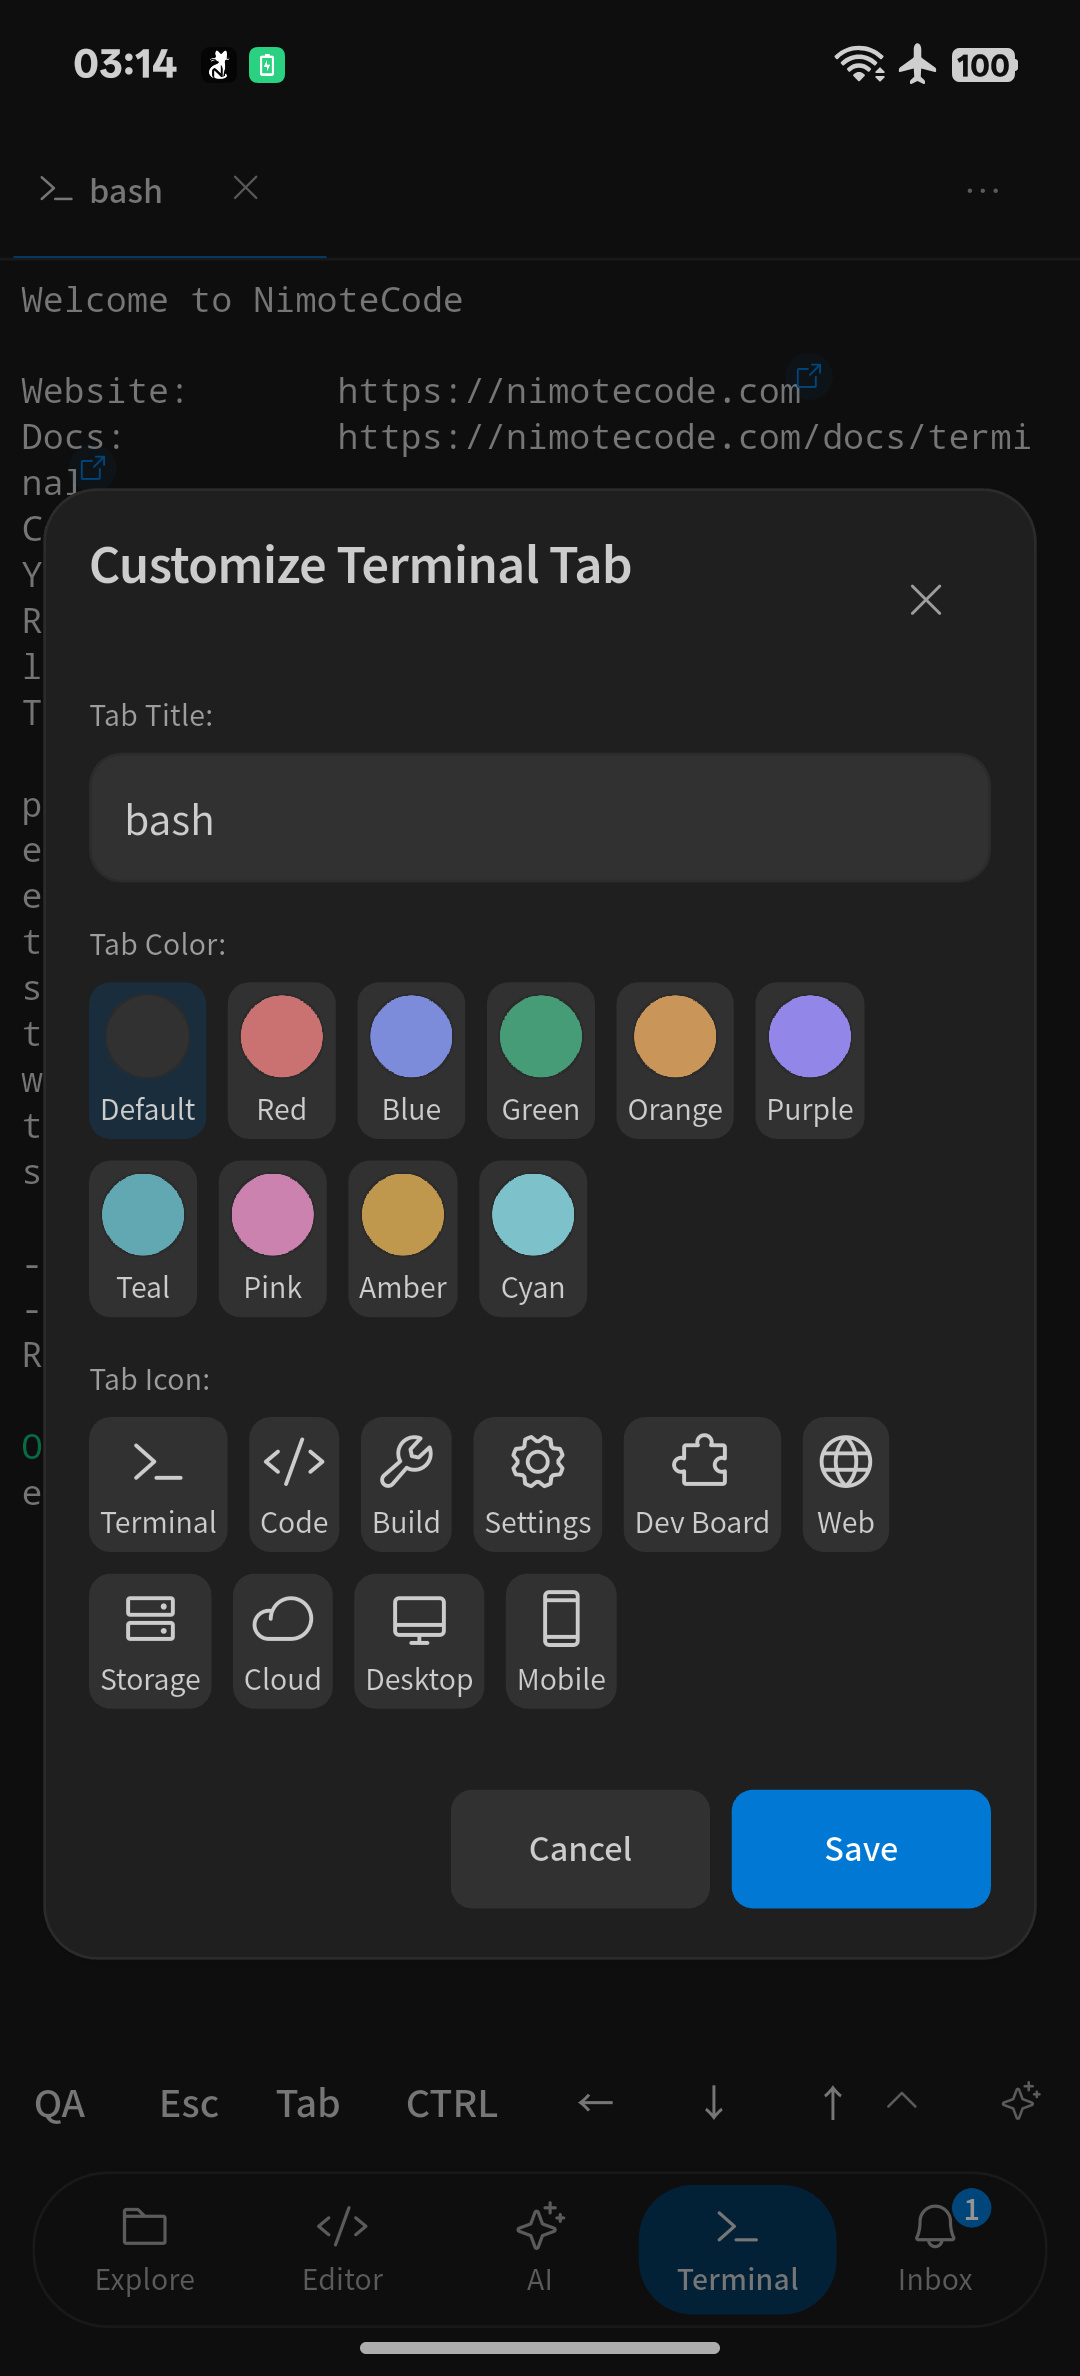 03:14
100
bash
Welcome to NimoteCode
Website: https://nimotecode.com
Docs: https://nimotecode.com/docs/termi
nal
C
Y
R
l
T
p
e
e
t
s
t
w
t
s
-
-
R
O
e
Customize Terminal Tab
Tab Title:
bash
Tab Color:
Default Red Blue Green Orange Purple
Teal Pink Amber Cyan
Tab Icon:
Terminal Code Build Settings Dev Board Web
Storage Cloud Desktop Mobile
Cancel Save
QA Esc Tab CTRL ← ↓ ↑
Explore Editor AI Terminal Inbox 1